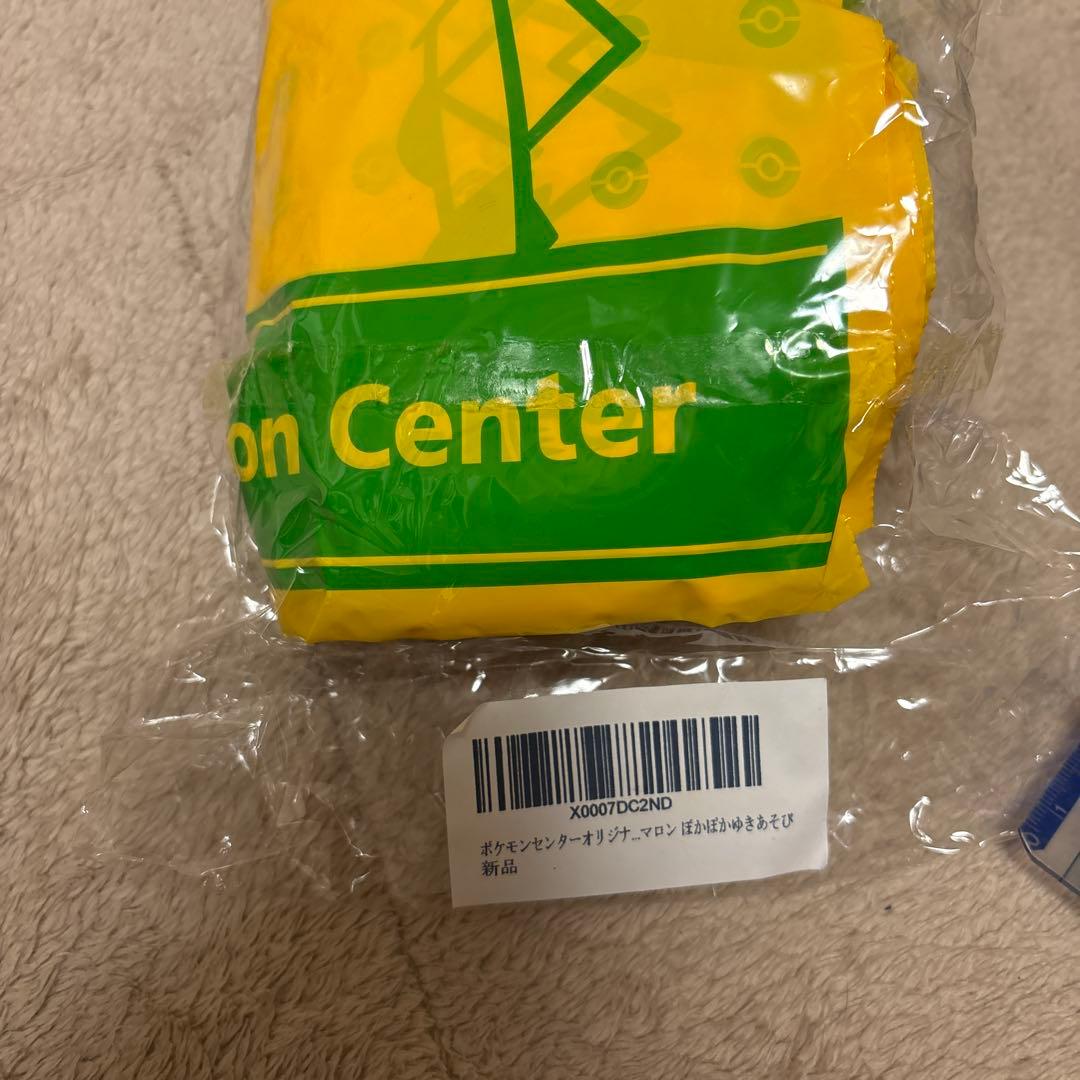 on Center
X0007DC2ND
ポケモンセンターオリジナ...マロン ぽかぽかゆきあそび
新品
1